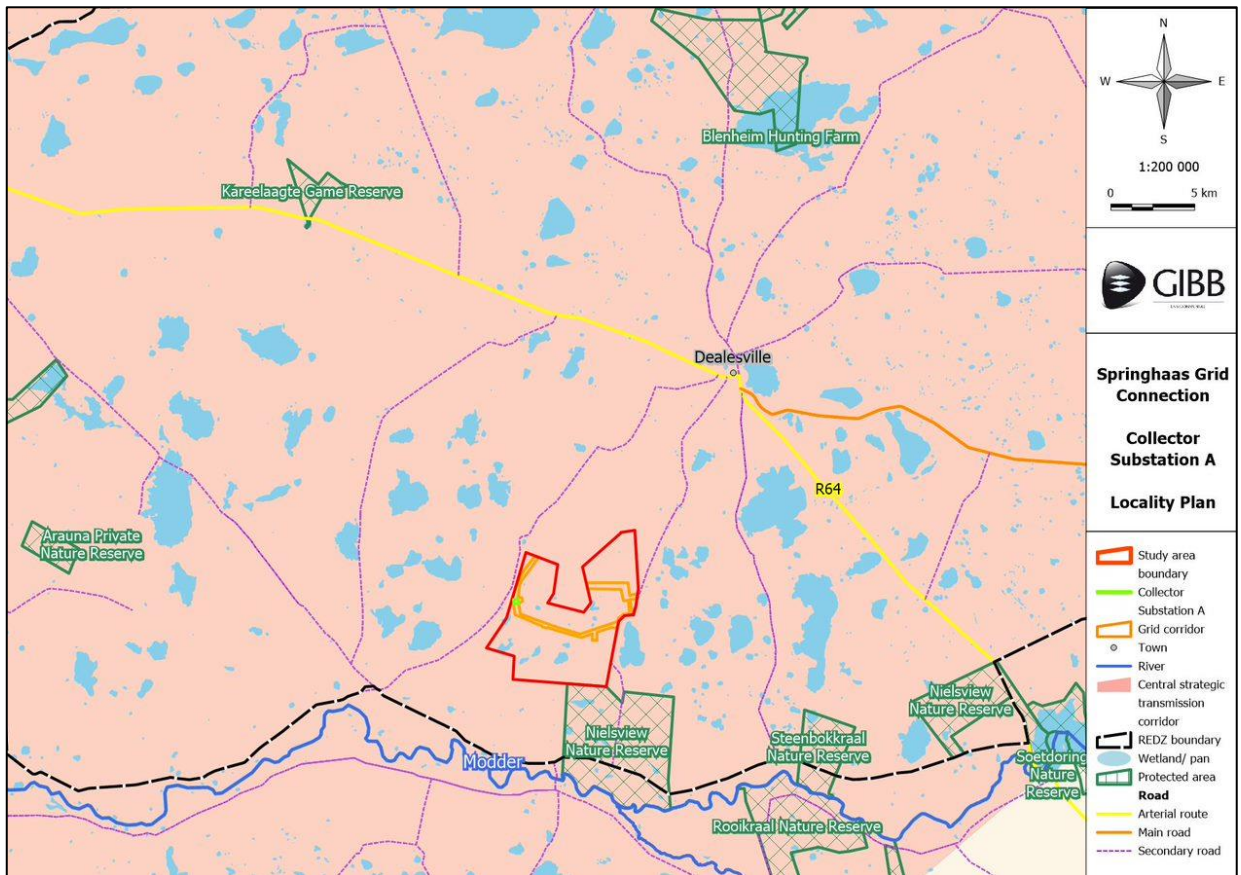 Blenheim Hunting Farm
Kareelaagte Game Reserve
Dealesville
R64
Arauna Private
Nature Reserve
Nielsview
Nature Reserve
Nielsview
Nature Reserve
Steenbokkraal
Nature Reserve
Soetdoring
Nature
Reserve
Modder
Rooikraal Nature Reserve
N
W
E
S
1:200 000
0
5 km
GIBB
Springhaas Grid
Connection
Collector
Substation A
Locality Plan
Study area
boundary
Collector
Substation A
Grid corridor
Town
River
Central strategic
transmission
corridor
REDZ boundary
Wetland/ pan
Protected area
Road
Arterial route
Main road
Secondary road